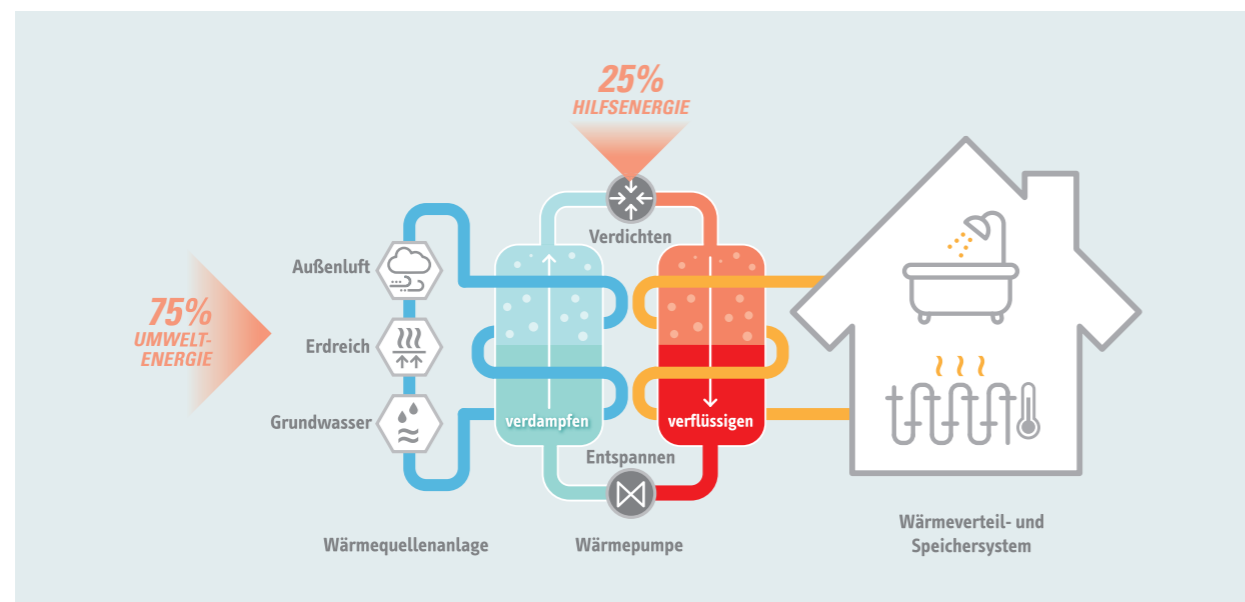 25%
HILFSENERGIE
Verdichten
Außenluft
75%
UMWELT-
ENERGIE
Erdreich
Grundwasser
verdampfen
verflüssigen
Entspannen
Wärmequellenanlage
Wärmepumpe
Wärmeverteil- und
Speichersystem